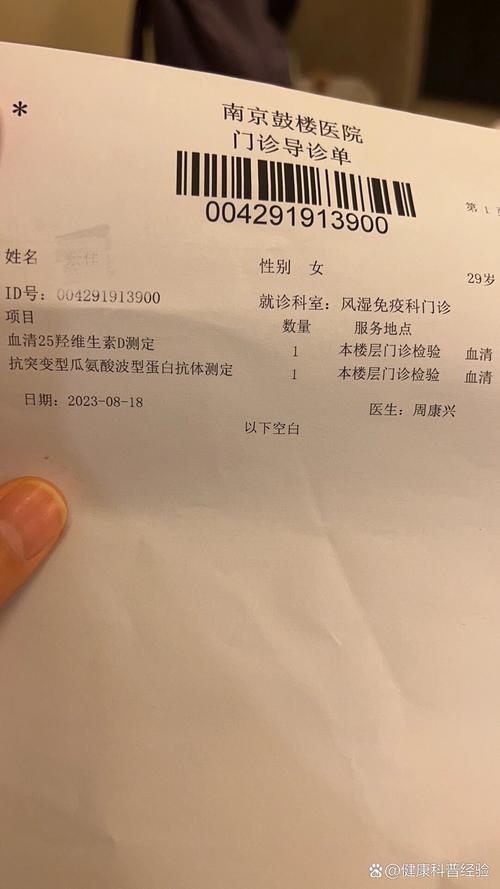 *
南京鼓楼医院
门诊导诊单
004291913900
第 1
姓名
性别 女
29岁
ID号：004291913900
就诊科室：风湿免疫科门诊
项目 数量 服务地点
血清25羟维生素D测定 1 本楼层门诊检验 血清
抗突变型瓜氨酸波型蛋白抗体测定 1 本楼层门诊检验 血清
日期：2023-08-18 医生：周康兴
以下空白
@健康科普经验